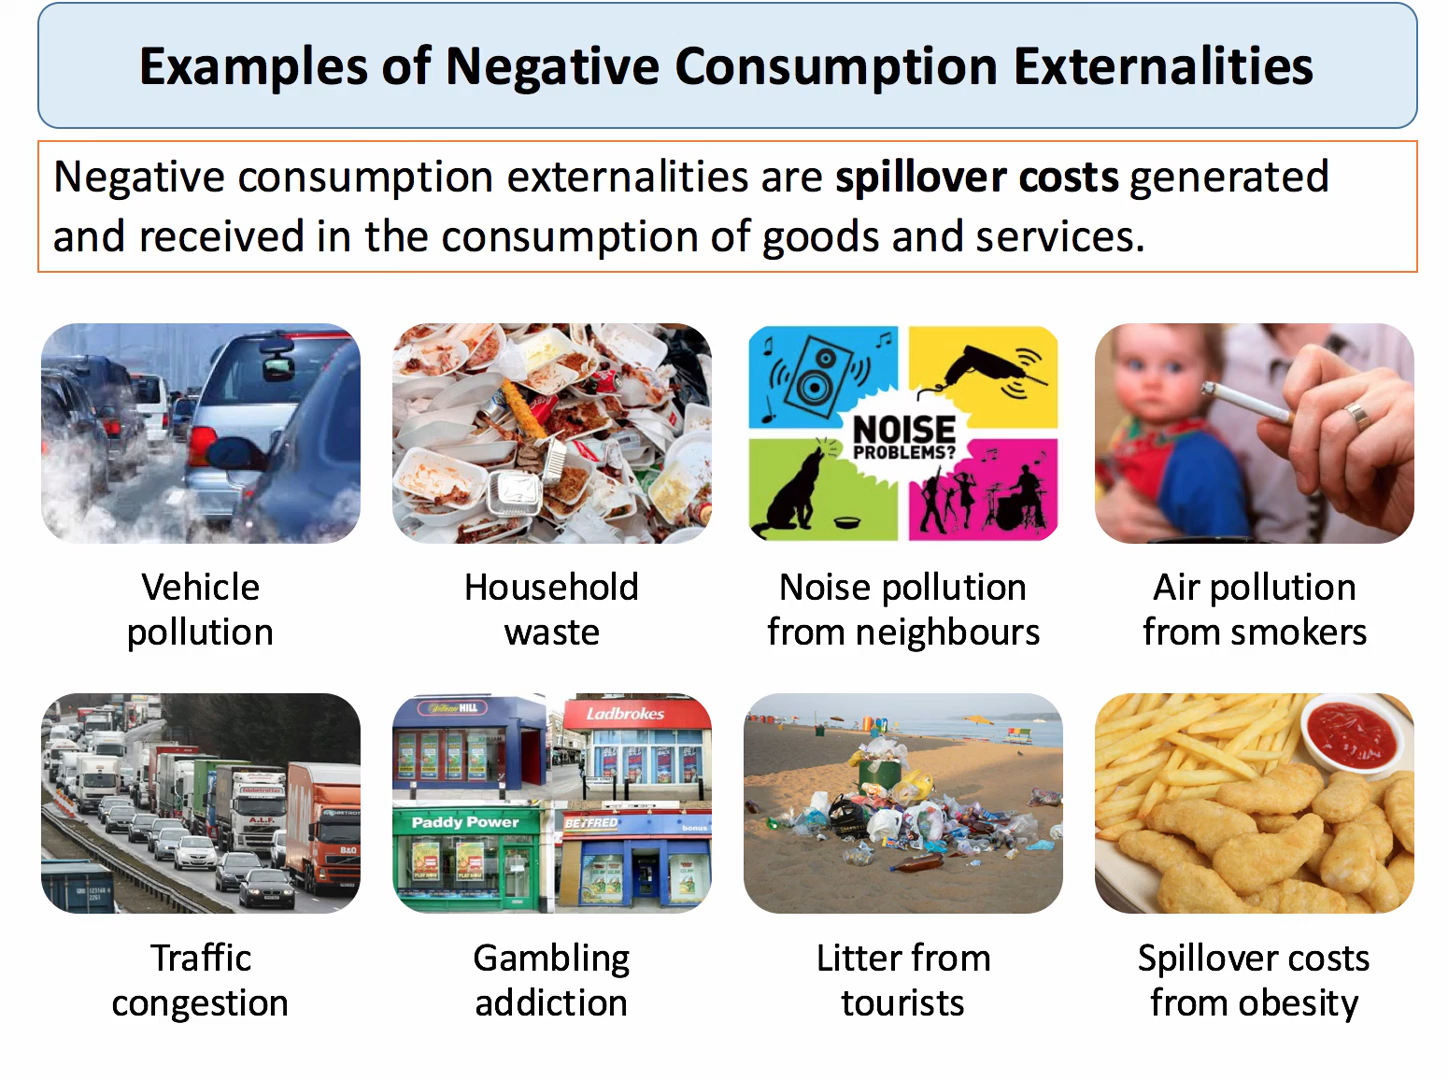 Examples of Negative Consumption Externalities
Negative consumption externalities are spillover costs generated
and received in the consumption of goods and services.
NOISE
PROBLEMS?
Vehicle
pollution
Household
waste
Noise pollution
from neighbours
Air pollution
from smokers
HILL
Ladbrokes
Paddy Power
BETFRED
bonus
A.L.F.
B&Q
Traffic
congestion
Gambling
addiction
Litter from
tourists
Spillover costs
from obesity